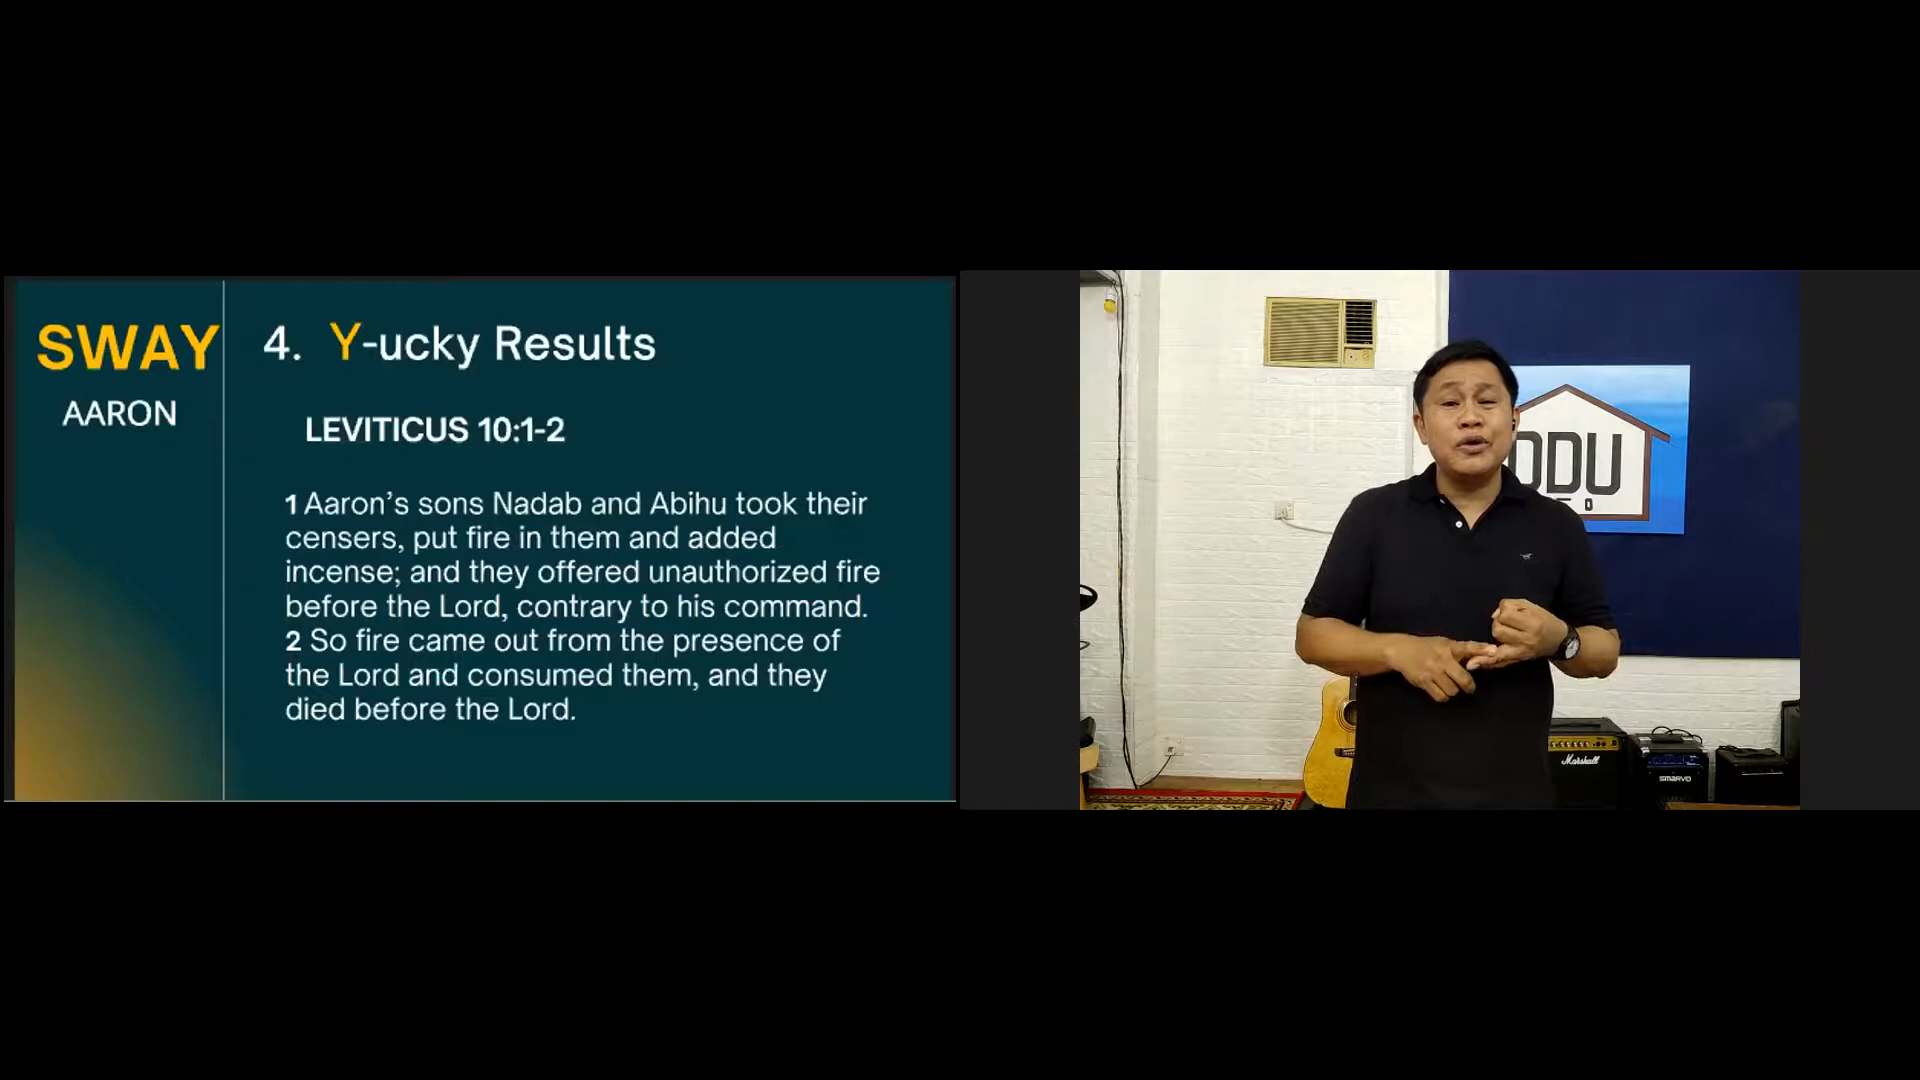 SWAY
AARON
4. Y-ucky Results
LEVITICUS 10:1-2
1 Aaron's sons Nadab and Abihu took their
censers, put fire in them and added
incense; and they offered unauthorized fire
before the Lord, contrary to his command.
2 So fire came out from the presence of
the Lord and consumed them, and they
died before the Lord.
DDU
Marshall
SMARVO